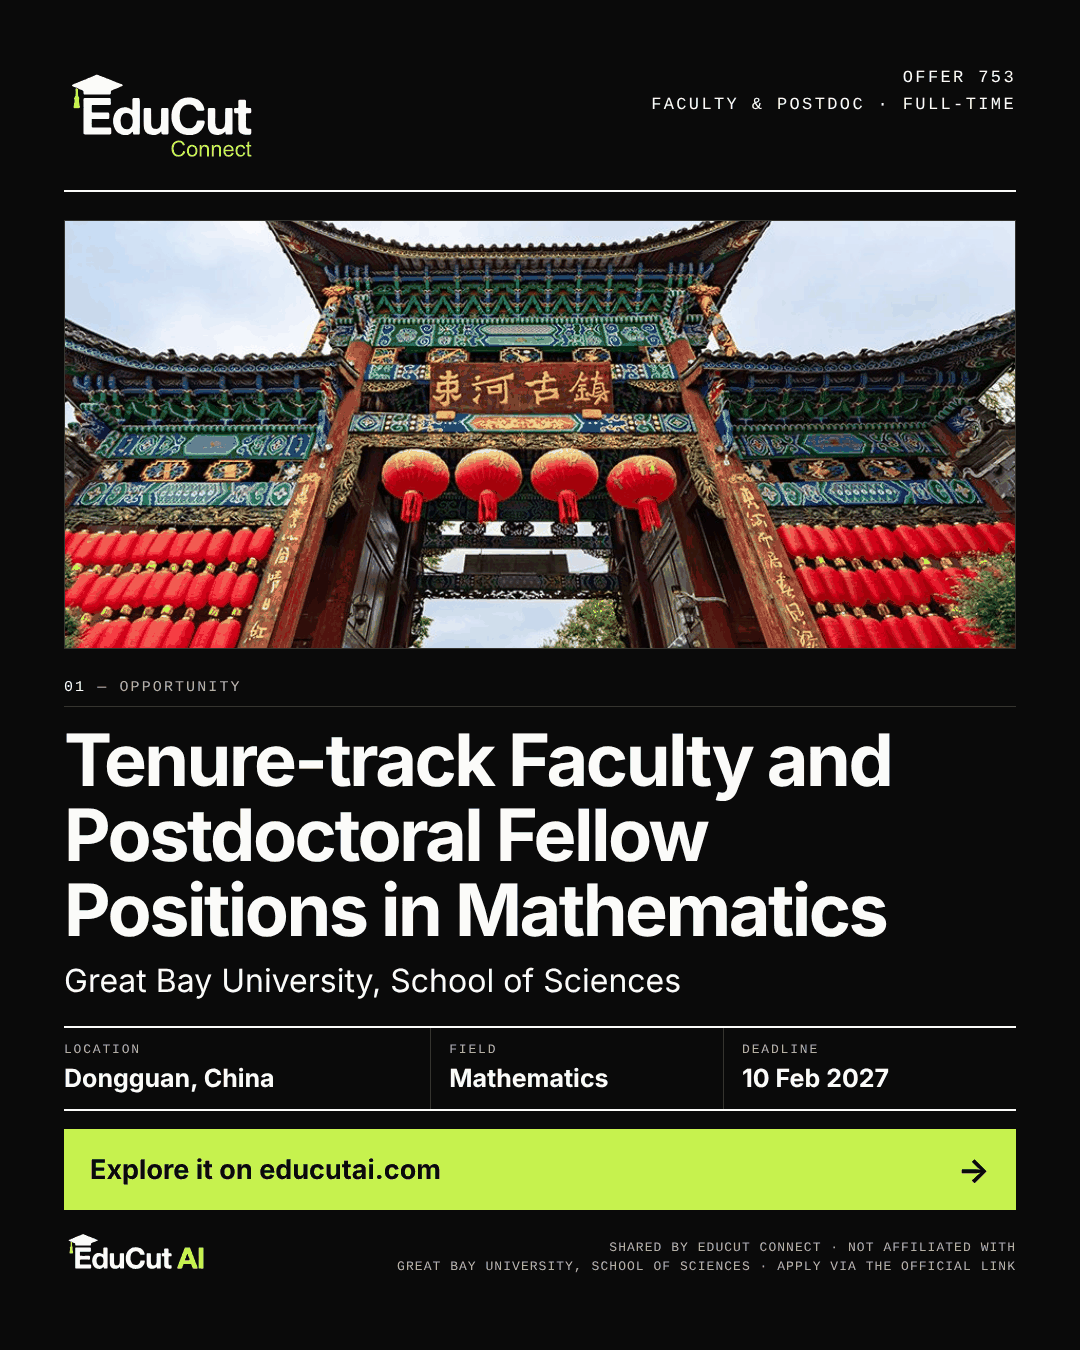 EduCut
Connect
OFFER 753
FACULTY & POSTDOC · FULL-TIME
束河古鎮
01 — OPPORTUNITY
Tenure-track Faculty and
Postdoctoral Fellow
Positions in Mathematics
Great Bay University, School of Sciences
LOCATION
Dongguan, China
FIELD
Mathematics
DEADLINE
10 Feb 2027
Explore it on educutai.com →
EduCut AI
SHARED BY EDUCUT CONNECT · NOT AFFILIATED WITH
GREAT BAY UNIVERSITY, SCHOOL OF SCIENCES · APPLY VIA THE OFFICIAL LINK